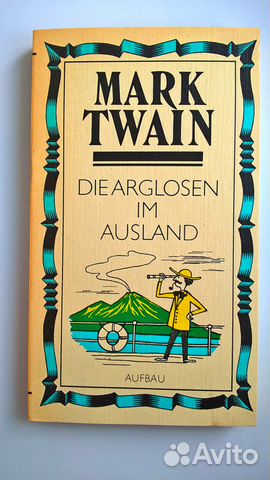 MARK
TWAIN
DIE ARGLOSEN
IM
AUSLAND
AUFBAU
Avito